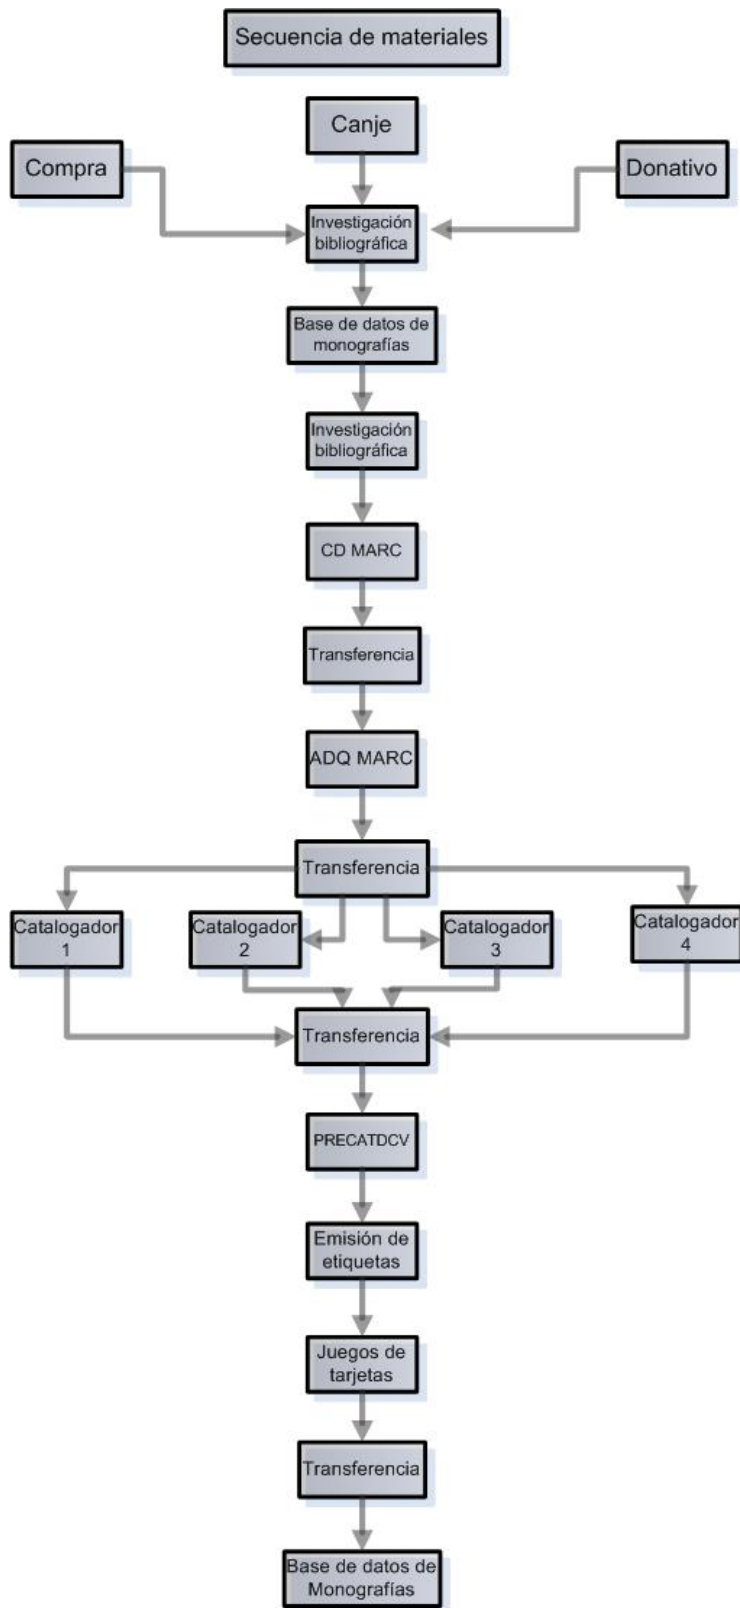 Secuencia de materiales
Canje
Compra
Donativo
Investigación
bibliográfica
Base de datos de
monografías
Investigación
bibliográfica
CD MARC
Transferencia
ADQ MARC
Transferencia
Catalogador
1
Catalogador
2
Catalogador
3
Catalogador
4
Transferencia
PRECATDCV
Emisión de
etiquetas
Juegos de
tarjetas
Transferencia
Base de datos de
Monografías